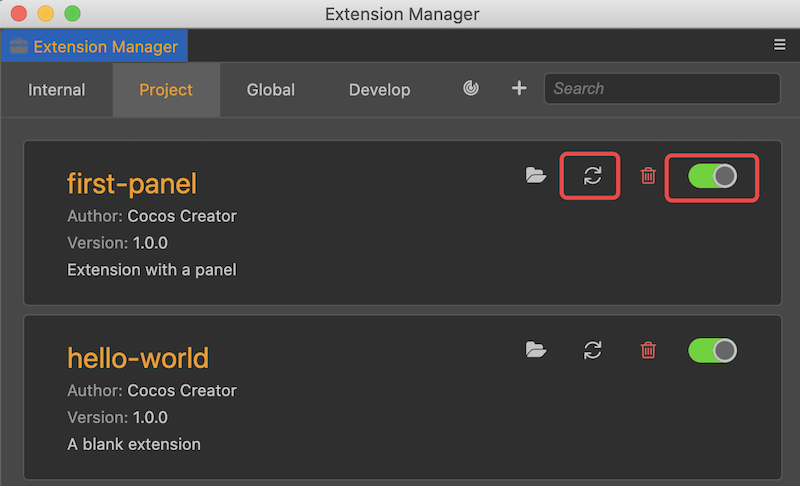 Extension Manager
Extension Manager
Internal Project Global Develop Search
first-panel
Author: Cocos Creator
Version: 1.0.0
Extension with a panel
hello-world
Author: Cocos Creator
Version: 1.0.0
A blank extension